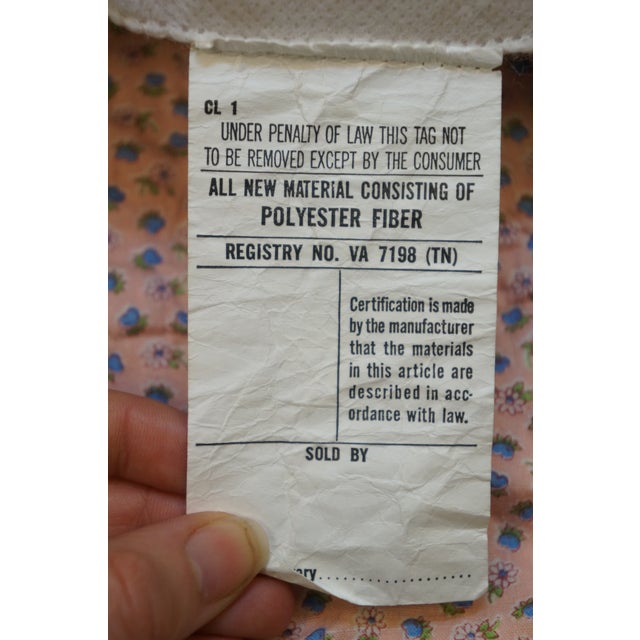 CL 1
UNDER PENALTY OF LAW THIS TAG NOT
TO BE REMOVED EXCEPT BY THE CONSUMER
ALL NEW MATERIAL CONSISTING OF
POLYESTER FIBER
REGISTRY NO. VA 7198 (TN)
Certification is made
by the manufacturer
that the materials
in this article are
described in acc-
ordance with law.
SOLD BY